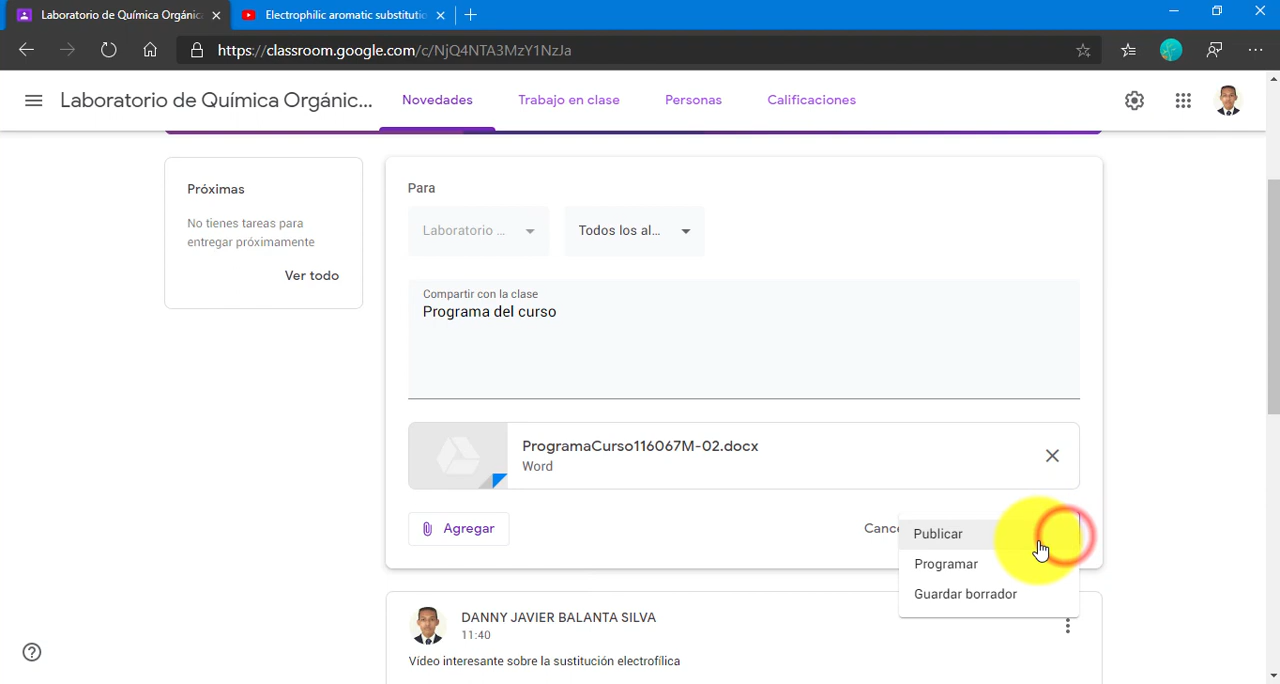 Laboratorio de Química Orgánic
Electrophilic aromatic substitutio
https://classroom.google.com/c/NjQ4NTA3MzY1NzJa
Laboratorio de Química Orgánic...
Novedades
Trabajo en clase
Personas
Calificaciones
Próximas
No tienes tareas para
entregar próximamente
Ver todo
Para
Laboratorio ...
Todos los al...
Compartir con la clase
Programa del curso
ProgramaCurso116067M-02.docx
Word
Agregar
Cance
Publicar
Programar
Guardar borrador
DANNY JAVIER BALANTA SILVA
11:40
Vídeo interesante sobre la sustitución electrofílica